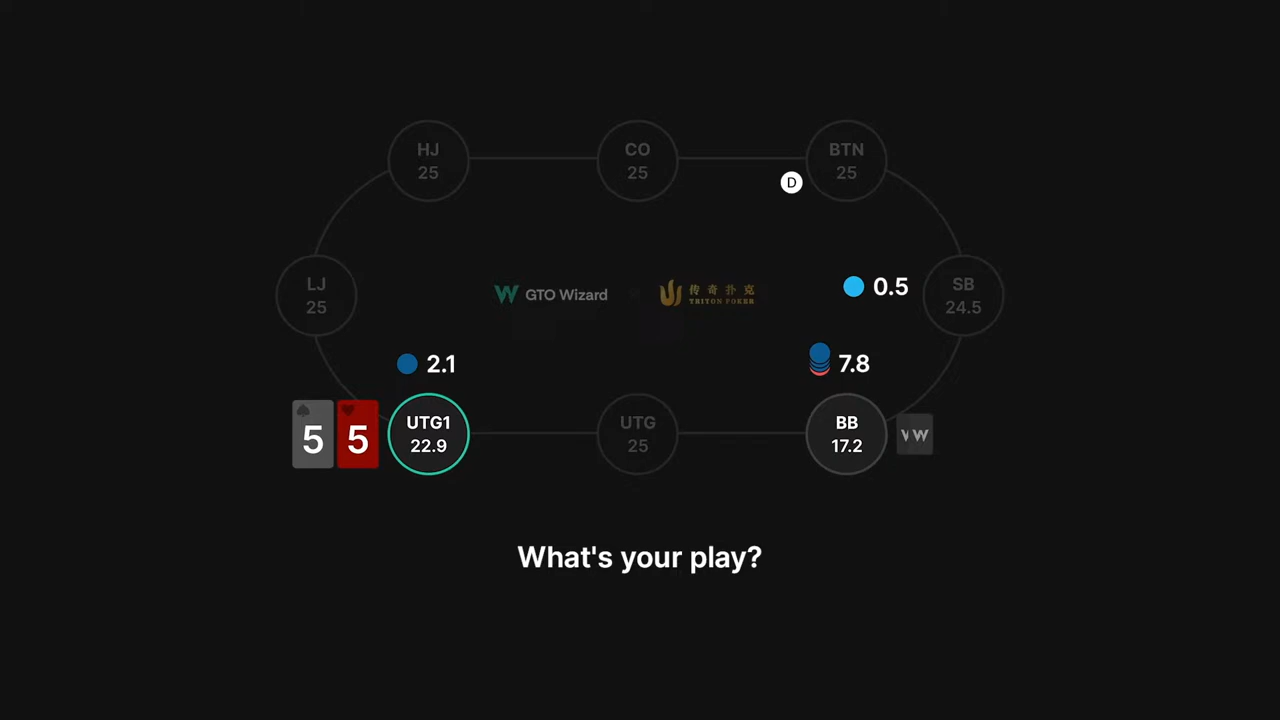 HJ
25
CO
25
BTN
25
D
LJ
25
GTO Wizard
传奇扑克
TRITON POKER
0.5
SB
24.5
2.1
7.8
5 5
UTG1
22.9
UTG
25
BB
17.2
What's your play?